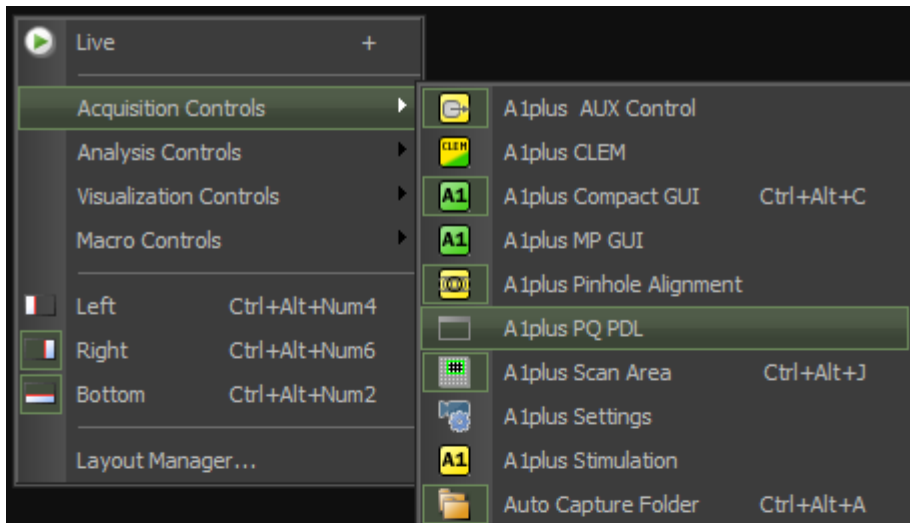 Live +
Acquisition Controls
Analysis Controls
Visualization Controls
Macro Controls
Left Ctrl+Alt+Num4
Right Ctrl+Alt+Num6
Bottom Ctrl+Alt+Num2
Layout Manager...
A1plus AUX Control
CLEM A1plus CLEM
A1 A1plus Compact GUI Ctrl+Alt+C
A1 A1plus MP GUI
A1plus Pinhole Alignment
A1plus PQ PDL
A1plus Scan Area Ctrl+Alt+J
A1plus Settings
A1 A1plus Stimulation
Auto Capture Folder Ctrl+Alt+A